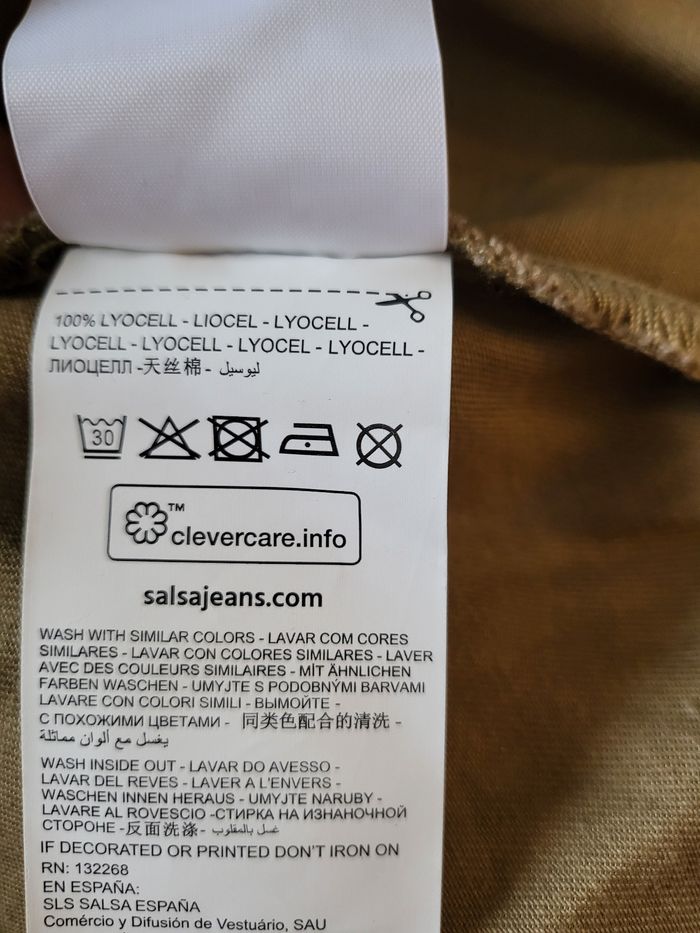 100% LYOCELL - LIOCEL - LYOCELL -
LYOCELL - LYOCELL - LYOCEL - LYOCELL -
ЛИОЦЕЛЛ -天丝棉- ليوسيل
30
™
clevercare.info
salsajeans.com
WASH WITH SIMILAR COLORS - LAVAR COM CORES
SIMILARES - LAVAR CON COLORES SIMILARES - LAVER
AVEC DES COULEURS SIMILAIRES - MİT ÄHNLICHEN
FARBEN WASCHEN - UMYJTE S PODOBNÝMI BARVAMI
LAVARE CON COLORI SIMILI - ВЫМОЙТЕ -
С ПОХОЖИМИ ЦВЕТАМИ - 同类色配合的清洗 -
يغسل مع ألوان مماثلة
WASH INSIDE OUT - LAVAR DO AVESSO -
LAVAR DEL REVES - LAVER A L'ENVERS -
WASCHEN INNEN HERAUS - UMYJTE NARUBY -
LAVARE AL ROVESCIO -СТИРКА НА ИЗНАНОЧНОЙ
СТОРОНЕ -反面洗涤- غسل بالمقلوب
IF DECORATED OR PRINTED DON'T IRON ON
RN: 132268
EN ESPAÑA:
SLS SALSA ESPAÑA
Comércio y Difusión de Vestuário, SAU